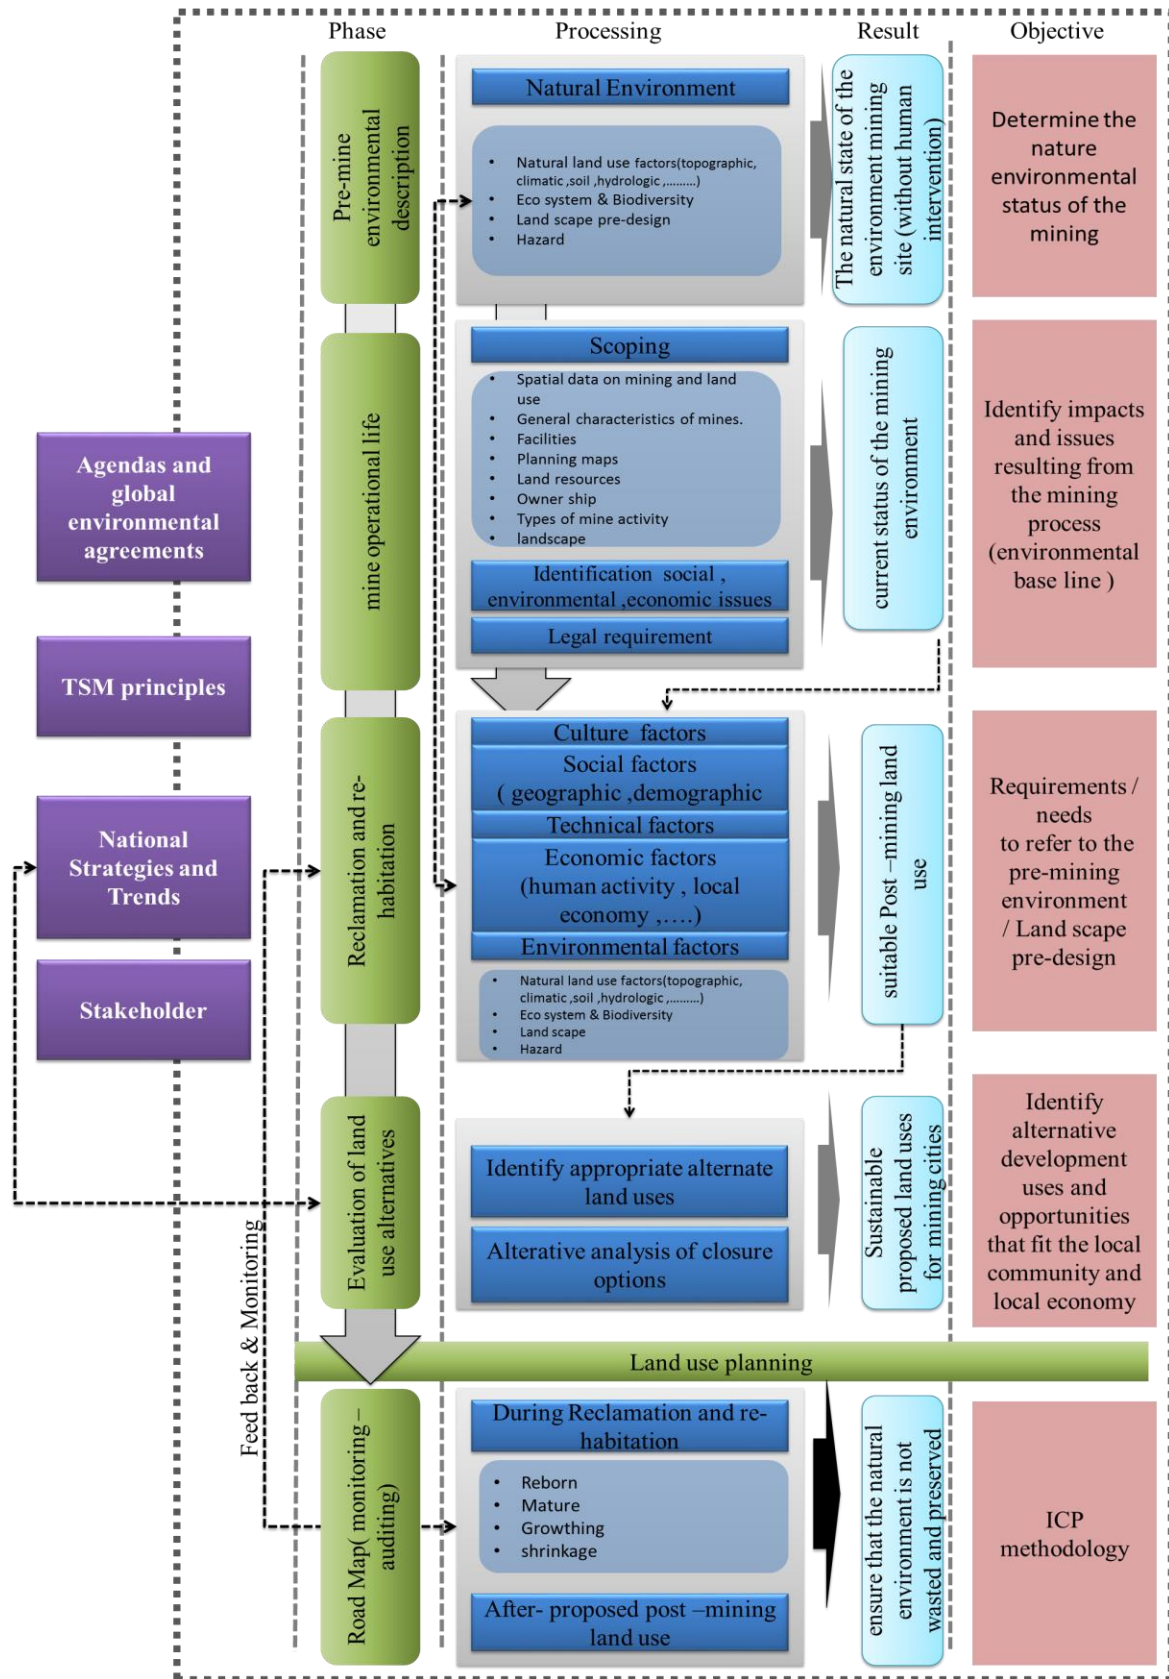 Phase
Processing
Result
Objective
Pre-mine
environmental
description
Natural Environment
• Natural land use factors(topographic,
climatic ,soil ,hydrologic ,.........)
• Eco system & Biodiversity
• Land scape pre-design
• Hazard
The natural state of the
environment mining
site (without human
intervention)
Determine the
nature
environmental
status of the
mining
mine operational life
Scoping
• Spatial data on mining and land
use
• General characteristics of mines.
• Facilities
• Planning maps
• Land resources
• Owner ship
• Types of mine activity
• landscape
Identification social ,
environmental ,economic issues
Legal requirement
current status of the mining
environment
Identify impacts
and issues
resulting from
the mining
process
(environmental
base line )
Agendas and
global
environmental
agreements
TSM principles
National
Strategies and
Trends
Stakeholder
Reclamation and re-
habitation
Culture factors
Social factors
( geographic ,demographic
Technical factors
Economic factors
(human activity , local
economy ,....)
Environmental factors
• Natural land use factors(topographic,
climatic ,soil ,hydrologic ,.........)
• Eco system & Biodiversity
• Land scape
• Hazard
suitable Post –mining land
use
Requirements /
needs
to refer to the
pre-mining
environment
/ Land scape
pre-design
Evaluation of land
use alternatives
Identify appropriate alternate
land uses
Alterative analysis of closure
options
Sustainable
proposed land uses
for mining cities
Identify
alternative
development
uses and
opportunities
that fit the local
community and
local economy
Feed back & Monitoring
Land use planning
Road Map( monitoring –
auditing)
During Reclamation and re-
habitation
• Reborn
• Mature
• Growthing
• shrinkage
After- proposed post –mining
land use
ensure that the natural
environment is not
wasted and preserved
ICP
methodology